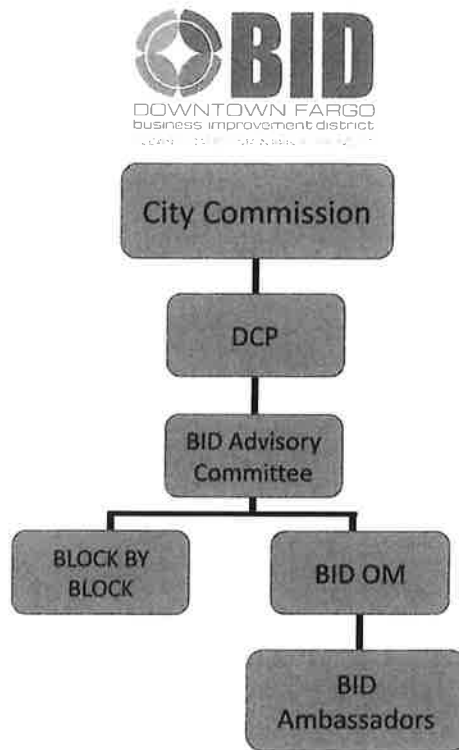 BID
DOWNTOWN FARGO
business improvement district
City Commission
DCP
BID Advisory
Committee
BLOCK BY
BLOCK
BID OM
BID
Ambassadors